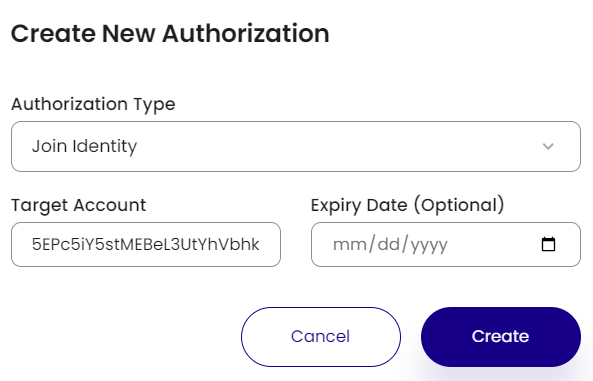 Create New Authorization
Authorization Type
Join Identity
Target Account
Expiry Date (Optional)
5EPc5iY5stMEBeL3UtYhVbhk
mm/dd/yyyy
Cancel
Create